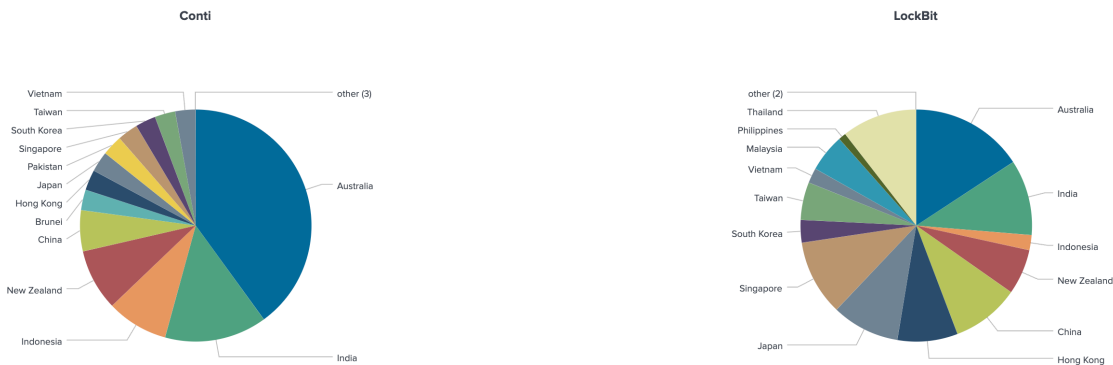 Conti
Vietnam
Taiwan
South Korea
Singapore
Pakistan
Japan
Hong Kong
Brunei
China
New Zealand
Indonesia
other (3)
Australia
India
LockBit
other (2)
Thailand
Philippines
Malaysia
Vietnam
Taiwan
South Korea
Singapore
Japan
Australia
India
Indonesia
New Zealand
China
Hong Kong